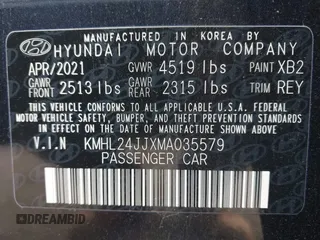 MANUFACTURED IN KOREA BY
HYUNDAI MOTOR COMPANY
APR/2021 GVWR 4519 lbs PAINT XB2
GAWR FRONT 2513 lbs GAWR REAR 2315 lbs TRIM REY
THIS VEHICLE CONFORMS TO ALL APPLICABLE U.S.A. FEDERAL
MOTOR VEHICLE SAFETY, BUMPER, AND THEFT PREVENTION
STANDARDS IN EFFECT ON THE DATE OF MANUFACTURE
SHOWN ABOVE.
V.I.N KMHL24JJXMA035579
PASSENGER CAR
DREAMBID